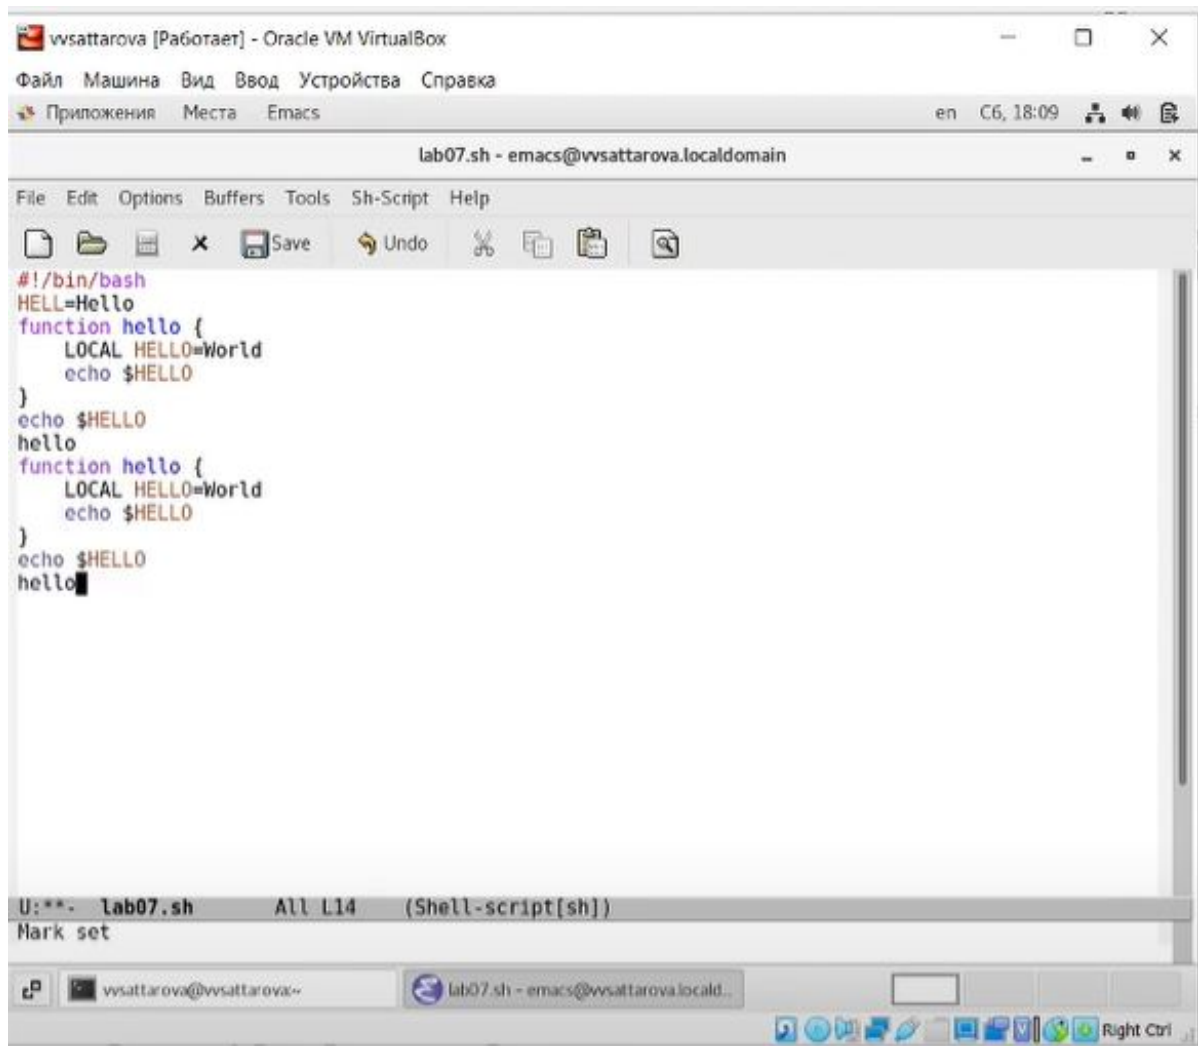 vvsattarova [Работает] - Oracle VM VirtualBox
Файл Машина Вид Ввод Устройства Справка
Приложения Места Emacs en Сб, 18:09
lab07.sh - emacs@vvsattarova.localdomain
File Edit Options Buffers Tools Sh-Script Help
Save Undo
#!/bin/bash
HELL=Hello
function hello {
    LOCAL HELLO=World
    echo $HELLO
}
echo $HELLO
hello
function hello {
    LOCAL HELLO=World
    echo $HELLO
}
echo $HELLO
hello
U:**- lab07.sh All L14 (Shell-script[sh])
Mark set
vvsattarova@vvsattarova:~ lab07.sh - emacs@vvsattarova.locald...
Right Ctrl